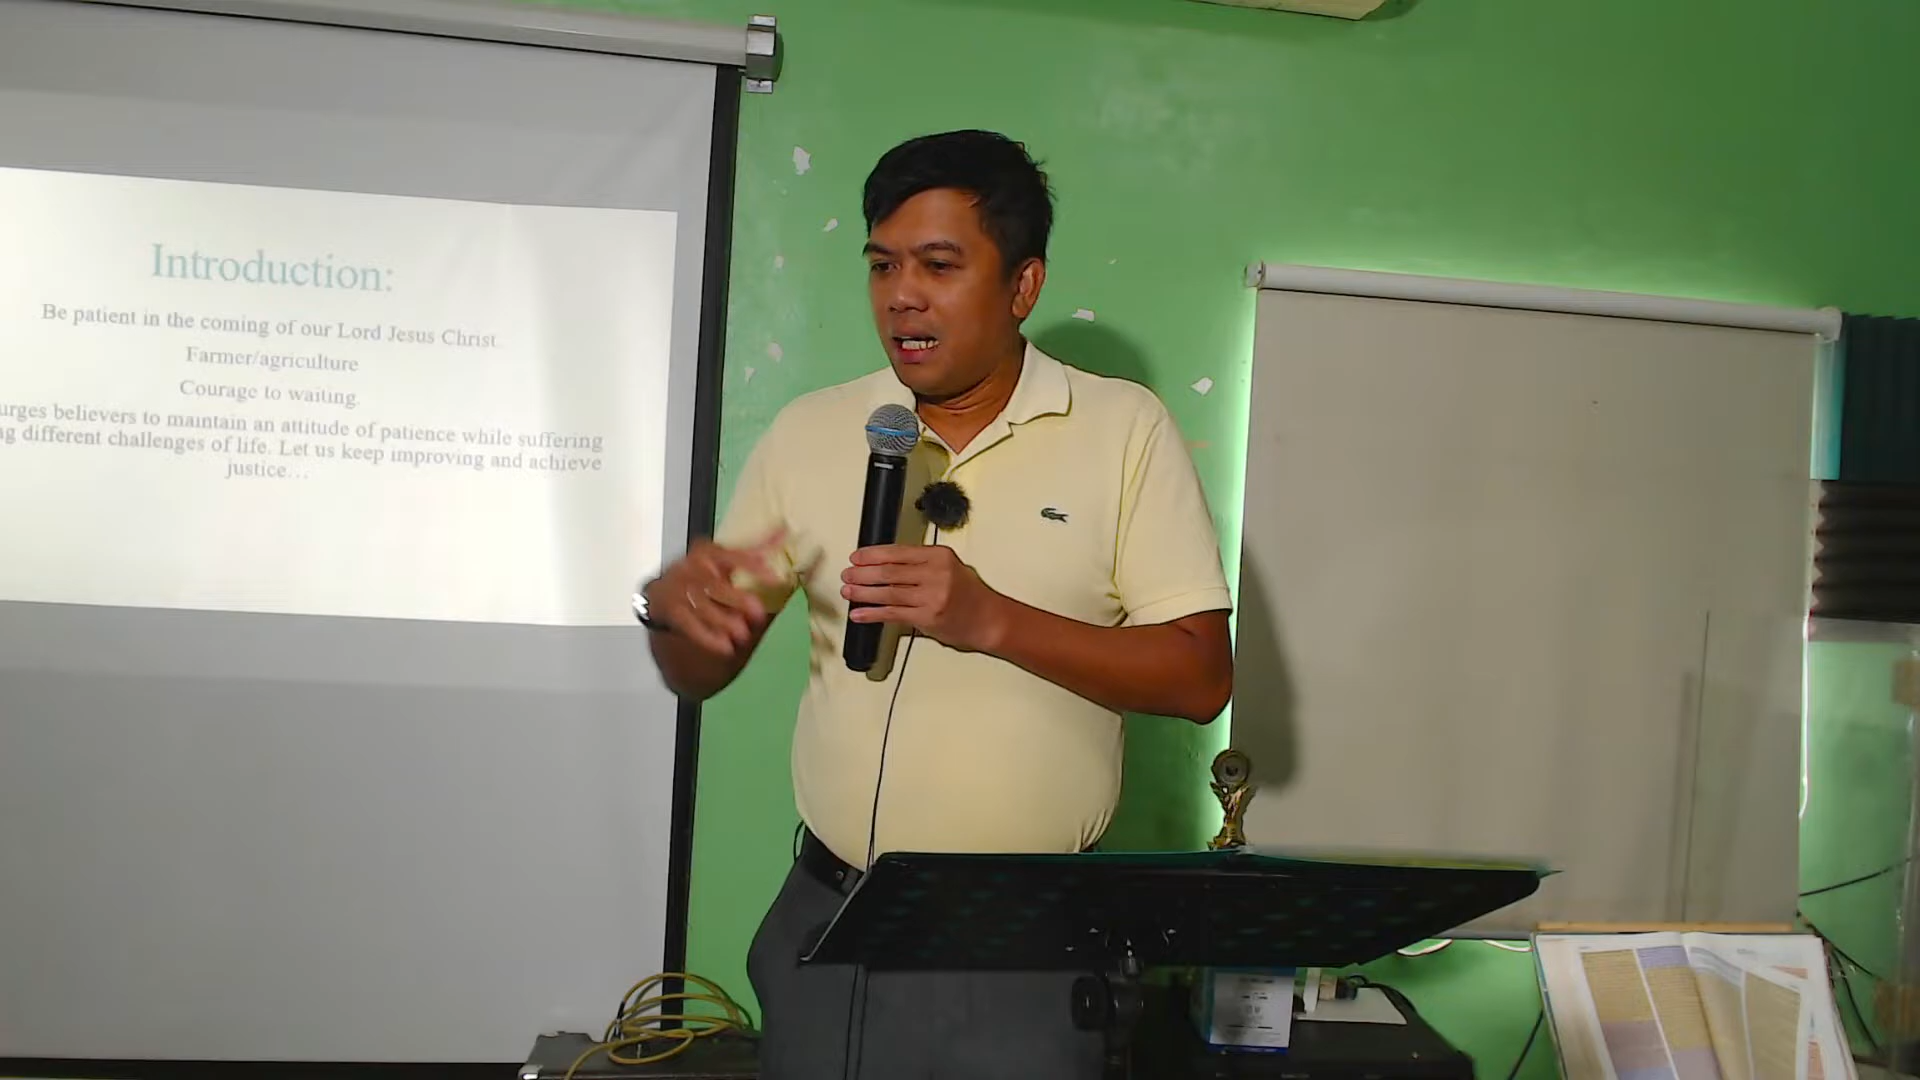 Introduction:
Be patient in the coming of our Lord Jesus Christ.
Farmer/agriculture
Courage to waiting.
urges believers to maintain an attitude of patience while suffering
different challenges of life. Let us keep improving and achieve
justice...